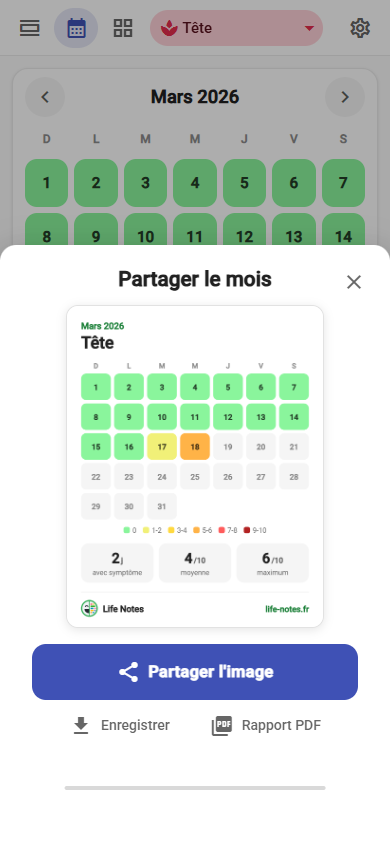 Tête
Mars 2026
D L M M J V S
1 2 3 4 5 6 7
8 9 10 11 12 13 14
Partager le mois
Mars 2026
Tête
D L M M J V S
1 2 3 4 5 6 7
8 9 10 11 12 13 14
15 16 17 18 19 20 21
22 23 24 25 26 27 28
29 30 31
0 1-2 3-4 5-6 7-8 9-10
2 j 4 /10 6 /10
avec symptôme moyenne maximum
Life Notes life-notes.fr
Partager l'image
Enregistrer PDF Rapport PDF